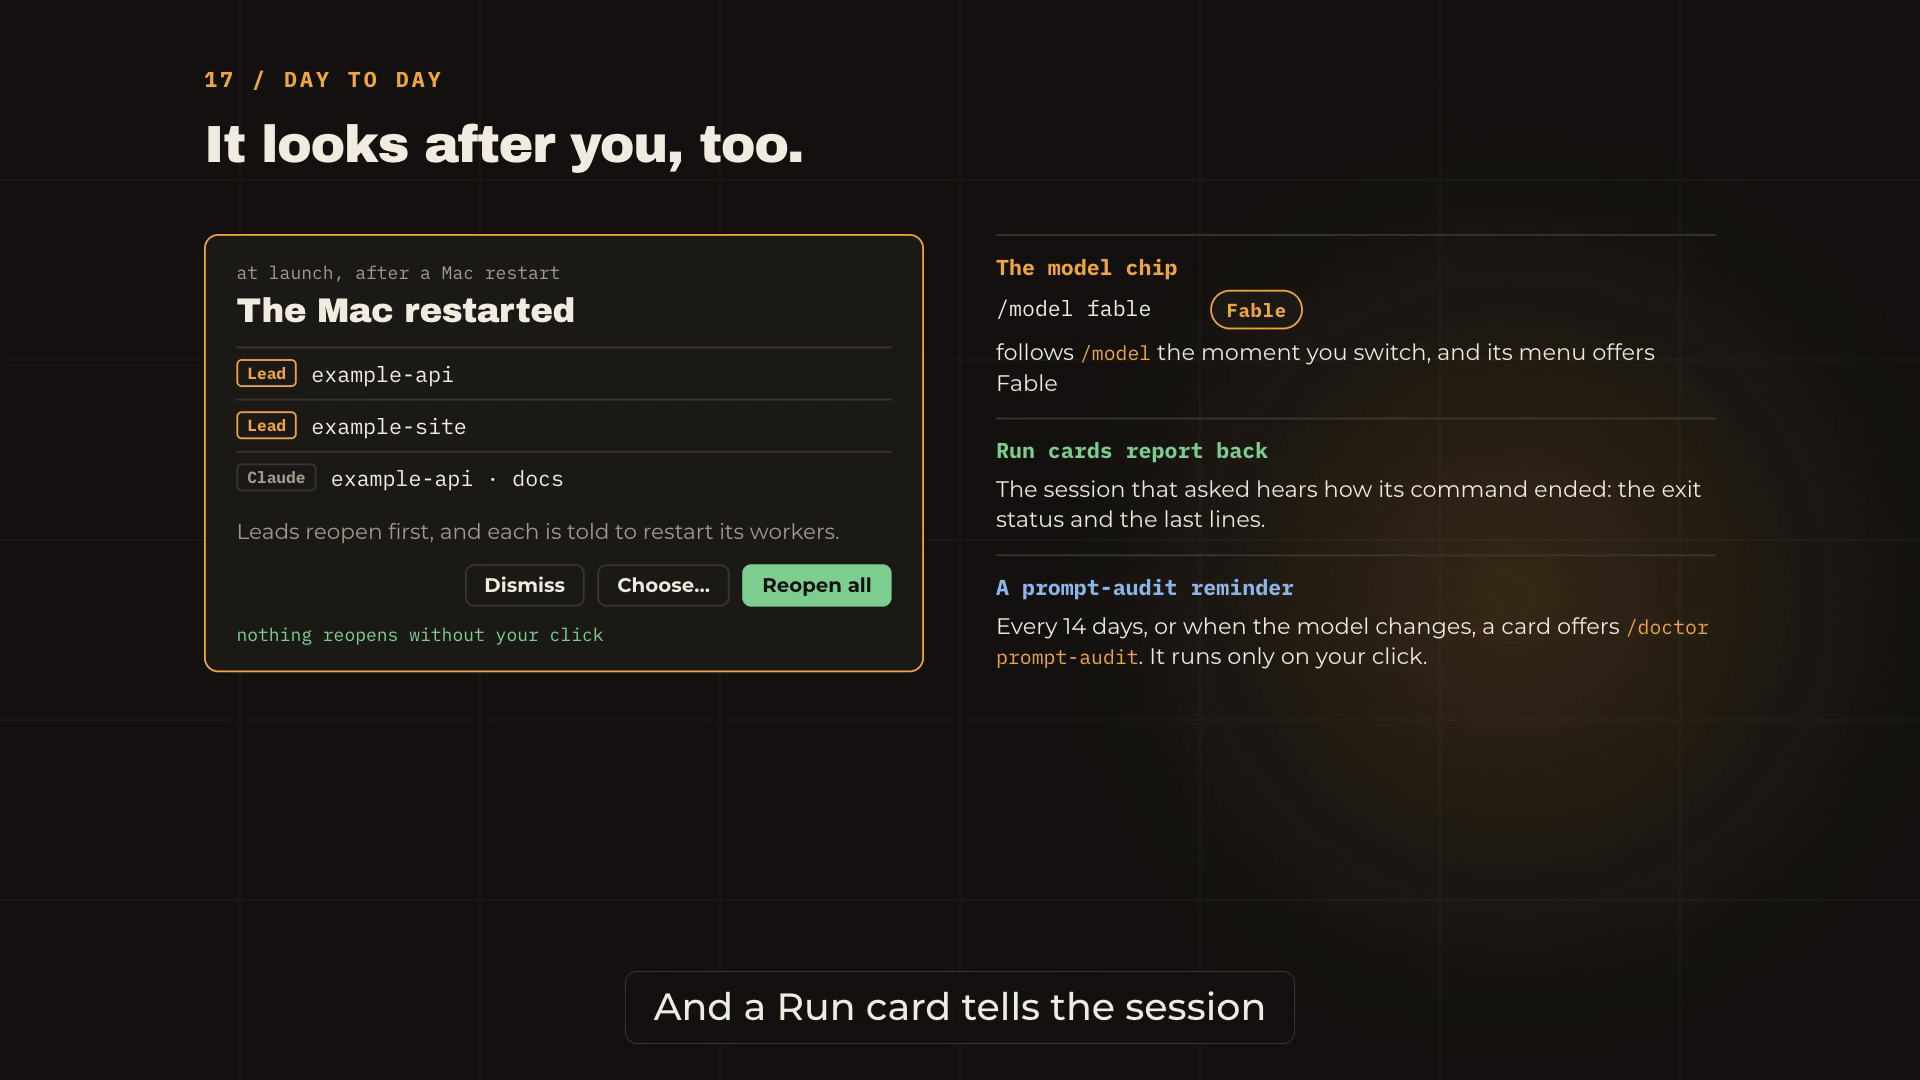 17 / DAY TO DAY
It looks after you, too.
at launch, after a Mac restart
The Mac restarted
Lead example-api
Lead example-site
Claude example-api · docs
Leads reopen first, and each is told to restart its workers.
Dismiss Choose... Reopen all
nothing reopens without your click
The model chip
/model fable Fable
follows /model the moment you switch, and its menu offers
Fable
Run cards report back
The session that asked hears how its command ended: the exit
status and the last lines.
A prompt-audit reminder
Every 14 days, or when the model changes, a card offers /doctor
prompt-audit. It runs only on your click.
And a Run card tells the session